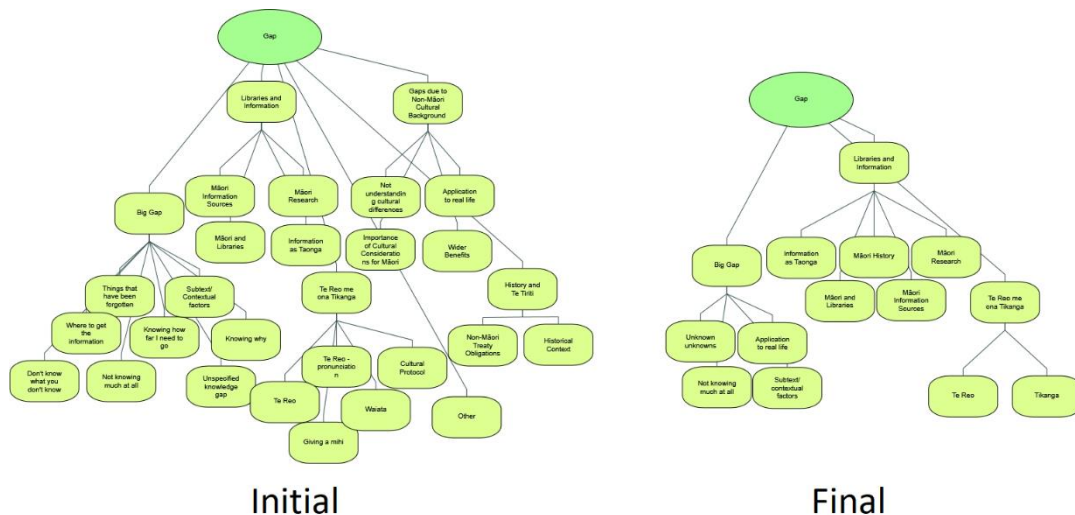 Gap
Libraries and
Information
Gaps due to
Non-Māori
Cultural
Background
Māori
Information
Sources
Māori
Research
Not
understandin
g cultural
differences
Application
to real life
Big Gap
Māori and
Libraries
Information
as Taonga
Importance
of Cultural
Consideratio
ns for Māori
Wider
Benefits
Things that
have been
forgotten
Subtext/
Contextual
factors
Te Reo me
ona Tikanga
History and
Te Tiriti
Where to get
the
information
Knowing how
far I need to
go
Knowing why
Non-Māori
Treaty
Obligations
Historical
Context
Don't know
what you
don't know
Not knowing
much at all
Unspecified
knowledge
gap
Te Reo -
pronunciatio
n
Cultural
Protocol
Te Reo
Waiata
Other
Giving a mihi
Initial
Gap
Libraries and
Information
Big Gap
Information
as Taonga
Māori History
Māori
Research
Māori and
Libraries
Māori
Information
Sources
Te Reo me
ona Tikanga
Unknown
unknowns
Application
to real life
Not knowing
much at all
Subtext/
contextual
factors
Te Reo
Tikanga
Final